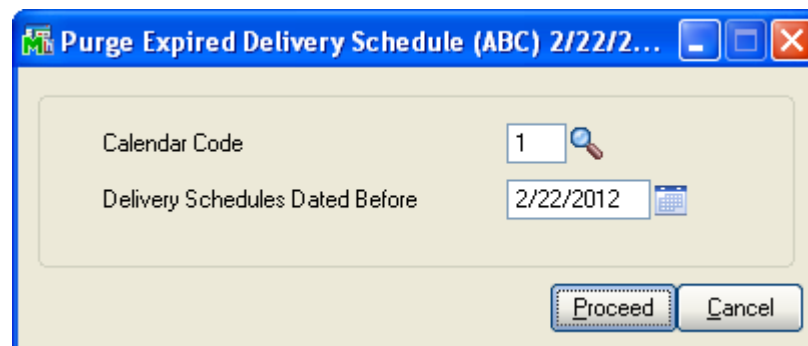 Purge Expired Delivery Schedule (ABC) 2/22/2...
Calendar Code 1
Delivery Schedules Dated Before 2/22/2012
Proceed Cancel